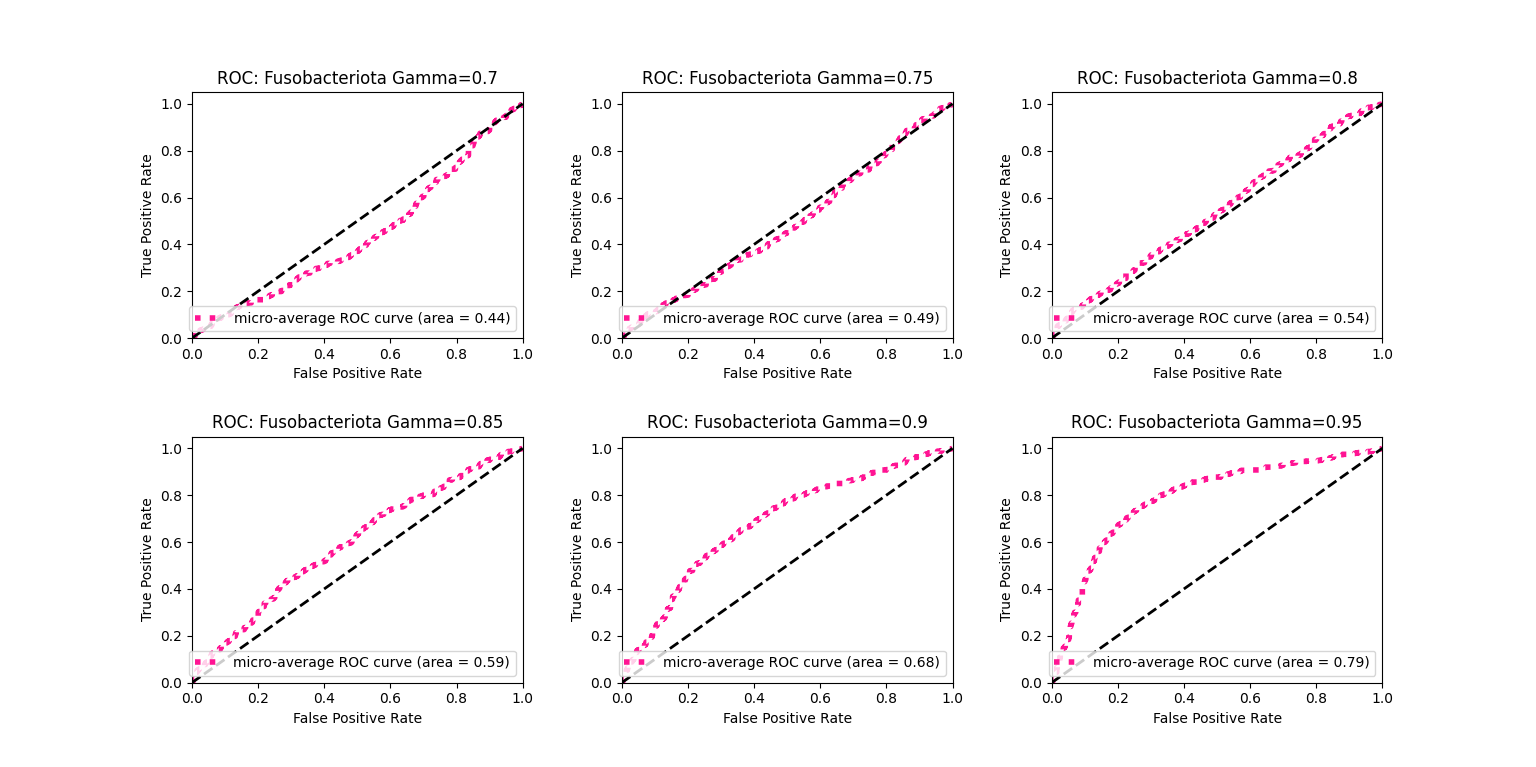 ROC: Fusobacteriota Gamma=0.7
True Positive Rate
1.0
0.8
0.6
0.4
0.2
0.0
micro-average ROC curve (area = 0.44)
0.0 0.2 0.4 0.6 0.8 1.0
False Positive Rate
ROC: Fusobacteriota Gamma=0.75
True Positive Rate
1.0
0.8
0.6
0.4
0.2
0.0
micro-average ROC curve (area = 0.49)
0.0 0.2 0.4 0.6 0.8 1.0
False Positive Rate
ROC: Fusobacteriota Gamma=0.8
True Positive Rate
1.0
0.8
0.6
0.4
0.2
0.0
micro-average ROC curve (area = 0.54)
0.0 0.2 0.4 0.6 0.8 1.0
False Positive Rate
ROC: Fusobacteriota Gamma=0.85
True Positive Rate
1.0
0.8
0.6
0.4
0.2
0.0
micro-average ROC curve (area = 0.59)
0.0 0.2 0.4 0.6 0.8 1.0
False Positive Rate
ROC: Fusobacteriota Gamma=0.9
True Positive Rate
1.0
0.8
0.6
0.4
0.2
0.0
micro-average ROC curve (area = 0.68)
0.0 0.2 0.4 0.6 0.8 1.0
False Positive Rate
ROC: Fusobacteriota Gamma=0.95
True Positive Rate
1.0
0.8
0.6
0.4
0.2
0.0
micro-average ROC curve (area = 0.79)
0.0 0.2 0.4 0.6 0.8 1.0
False Positive Rate